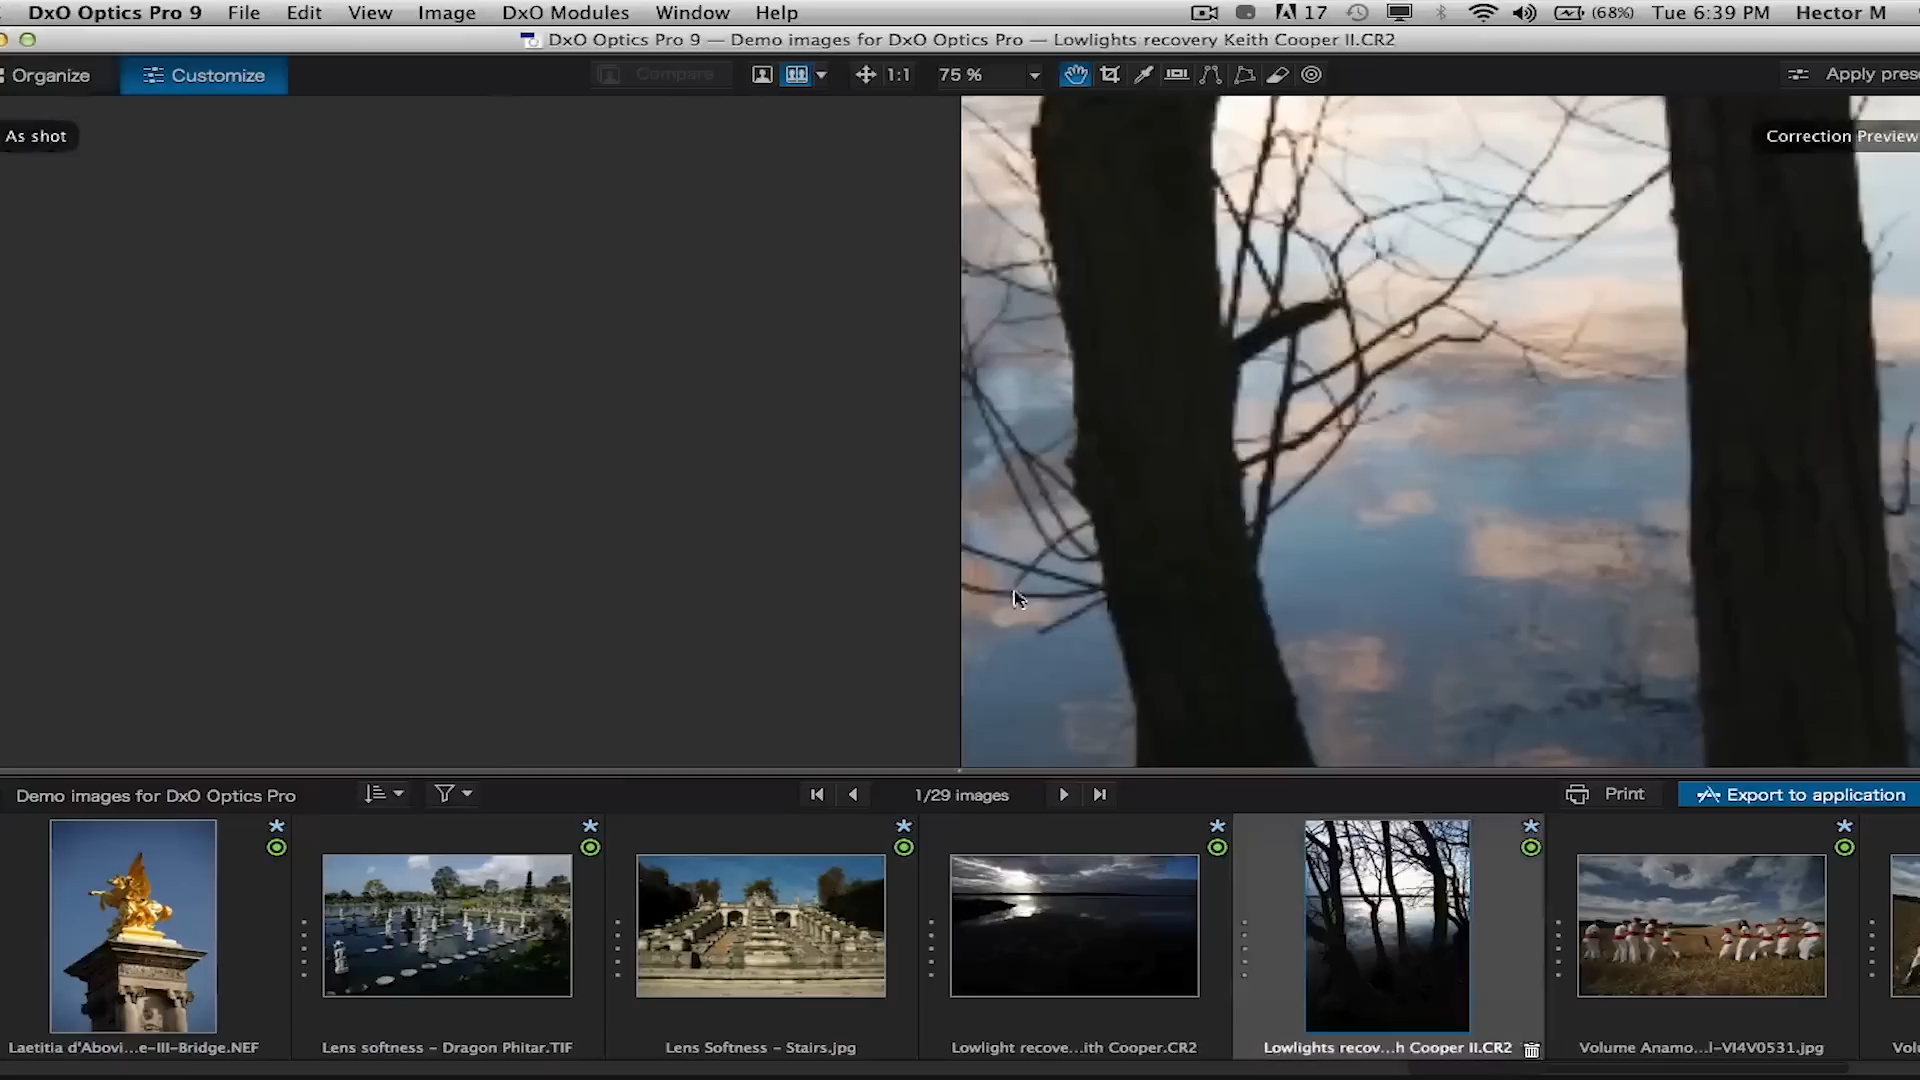 DxO Optics Pro 9 File Edit View Image DxO Modules Window Help 17 (68%) Tue 6:39 PM Hector M
DxO Optics Pro 9 — Demo images for DxO Optics Pro — Lowlights recovery Keith Cooper II.CR2
Organize Customize Compare 1:1 75 % Apply prese
As shot
Correction Preview
Demo images for DxO Optics Pro 1/29 images Print Export to application
Laetitia d'Abovi...e-III-Bridge.NEF Lens softness - Dragon Phitar.TIF Lens Softness - Stairs.jpg Lowlight recove...ith Cooper.CR2 Lowlights recov...h Cooper II.CR2 Volume Anamo...l-VI4V0531.jpg Volu